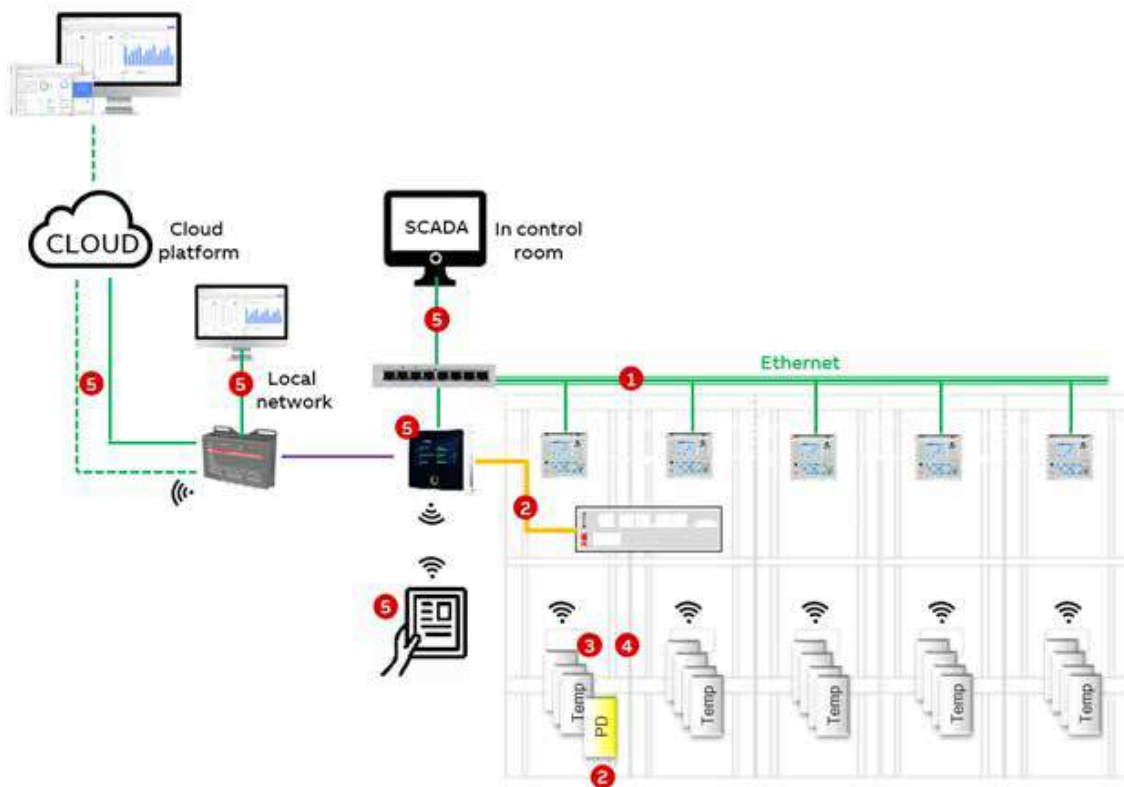 CLOUD
Cloud
platform
SCADA
In control
room
5
5
5
Local
network
Ethernet
1
5
2
5
3
4
Temp
Temp
Temp
Temp
Temp
PD
2